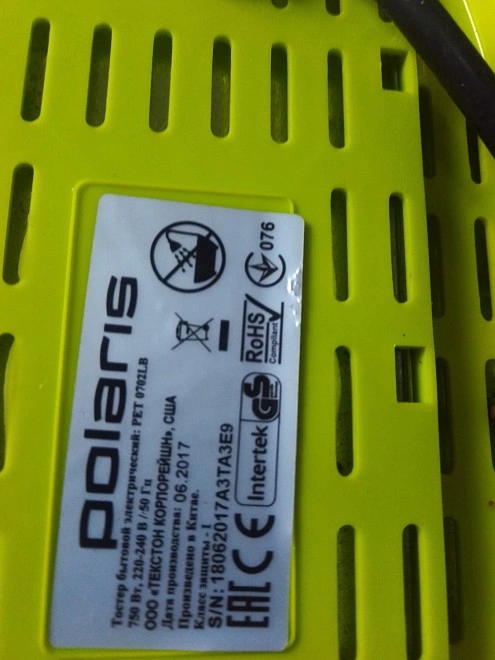 polaris
Тостер бытовой электрический: PET 0702LB
750 Вт, 220-240 В / 50 Гц
ООО «ТЕКСТОН КОРПОРЕЙШН», США
Дата производства: 06.2017
Произведено в Китае.
Класс защиты - I
S/N: 18062017A3TA3E9
EAC CE
Intertek GS
RoHS
Compliant
076